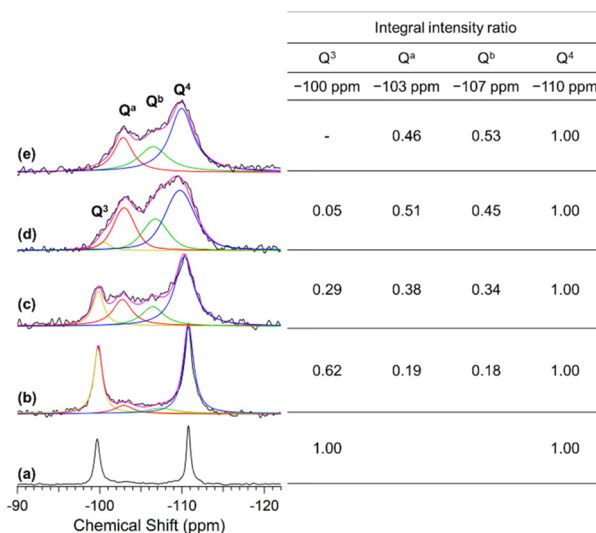 Integral intensity ratio
Q³ Qᵃ Qᵇ Q⁴
−100 ppm −103 ppm −107 ppm −110 ppm
Qᵃ Qᵇ Q⁴
(e) - 0.46 0.53 1.00
Q³
(d) 0.05 0.51 0.45 1.00
(c) 0.29 0.38 0.34 1.00
(b) 0.62 0.19 0.18 1.00
(a) 1.00 1.00
-90 -100 -110 -120
Chemical Shift (ppm)